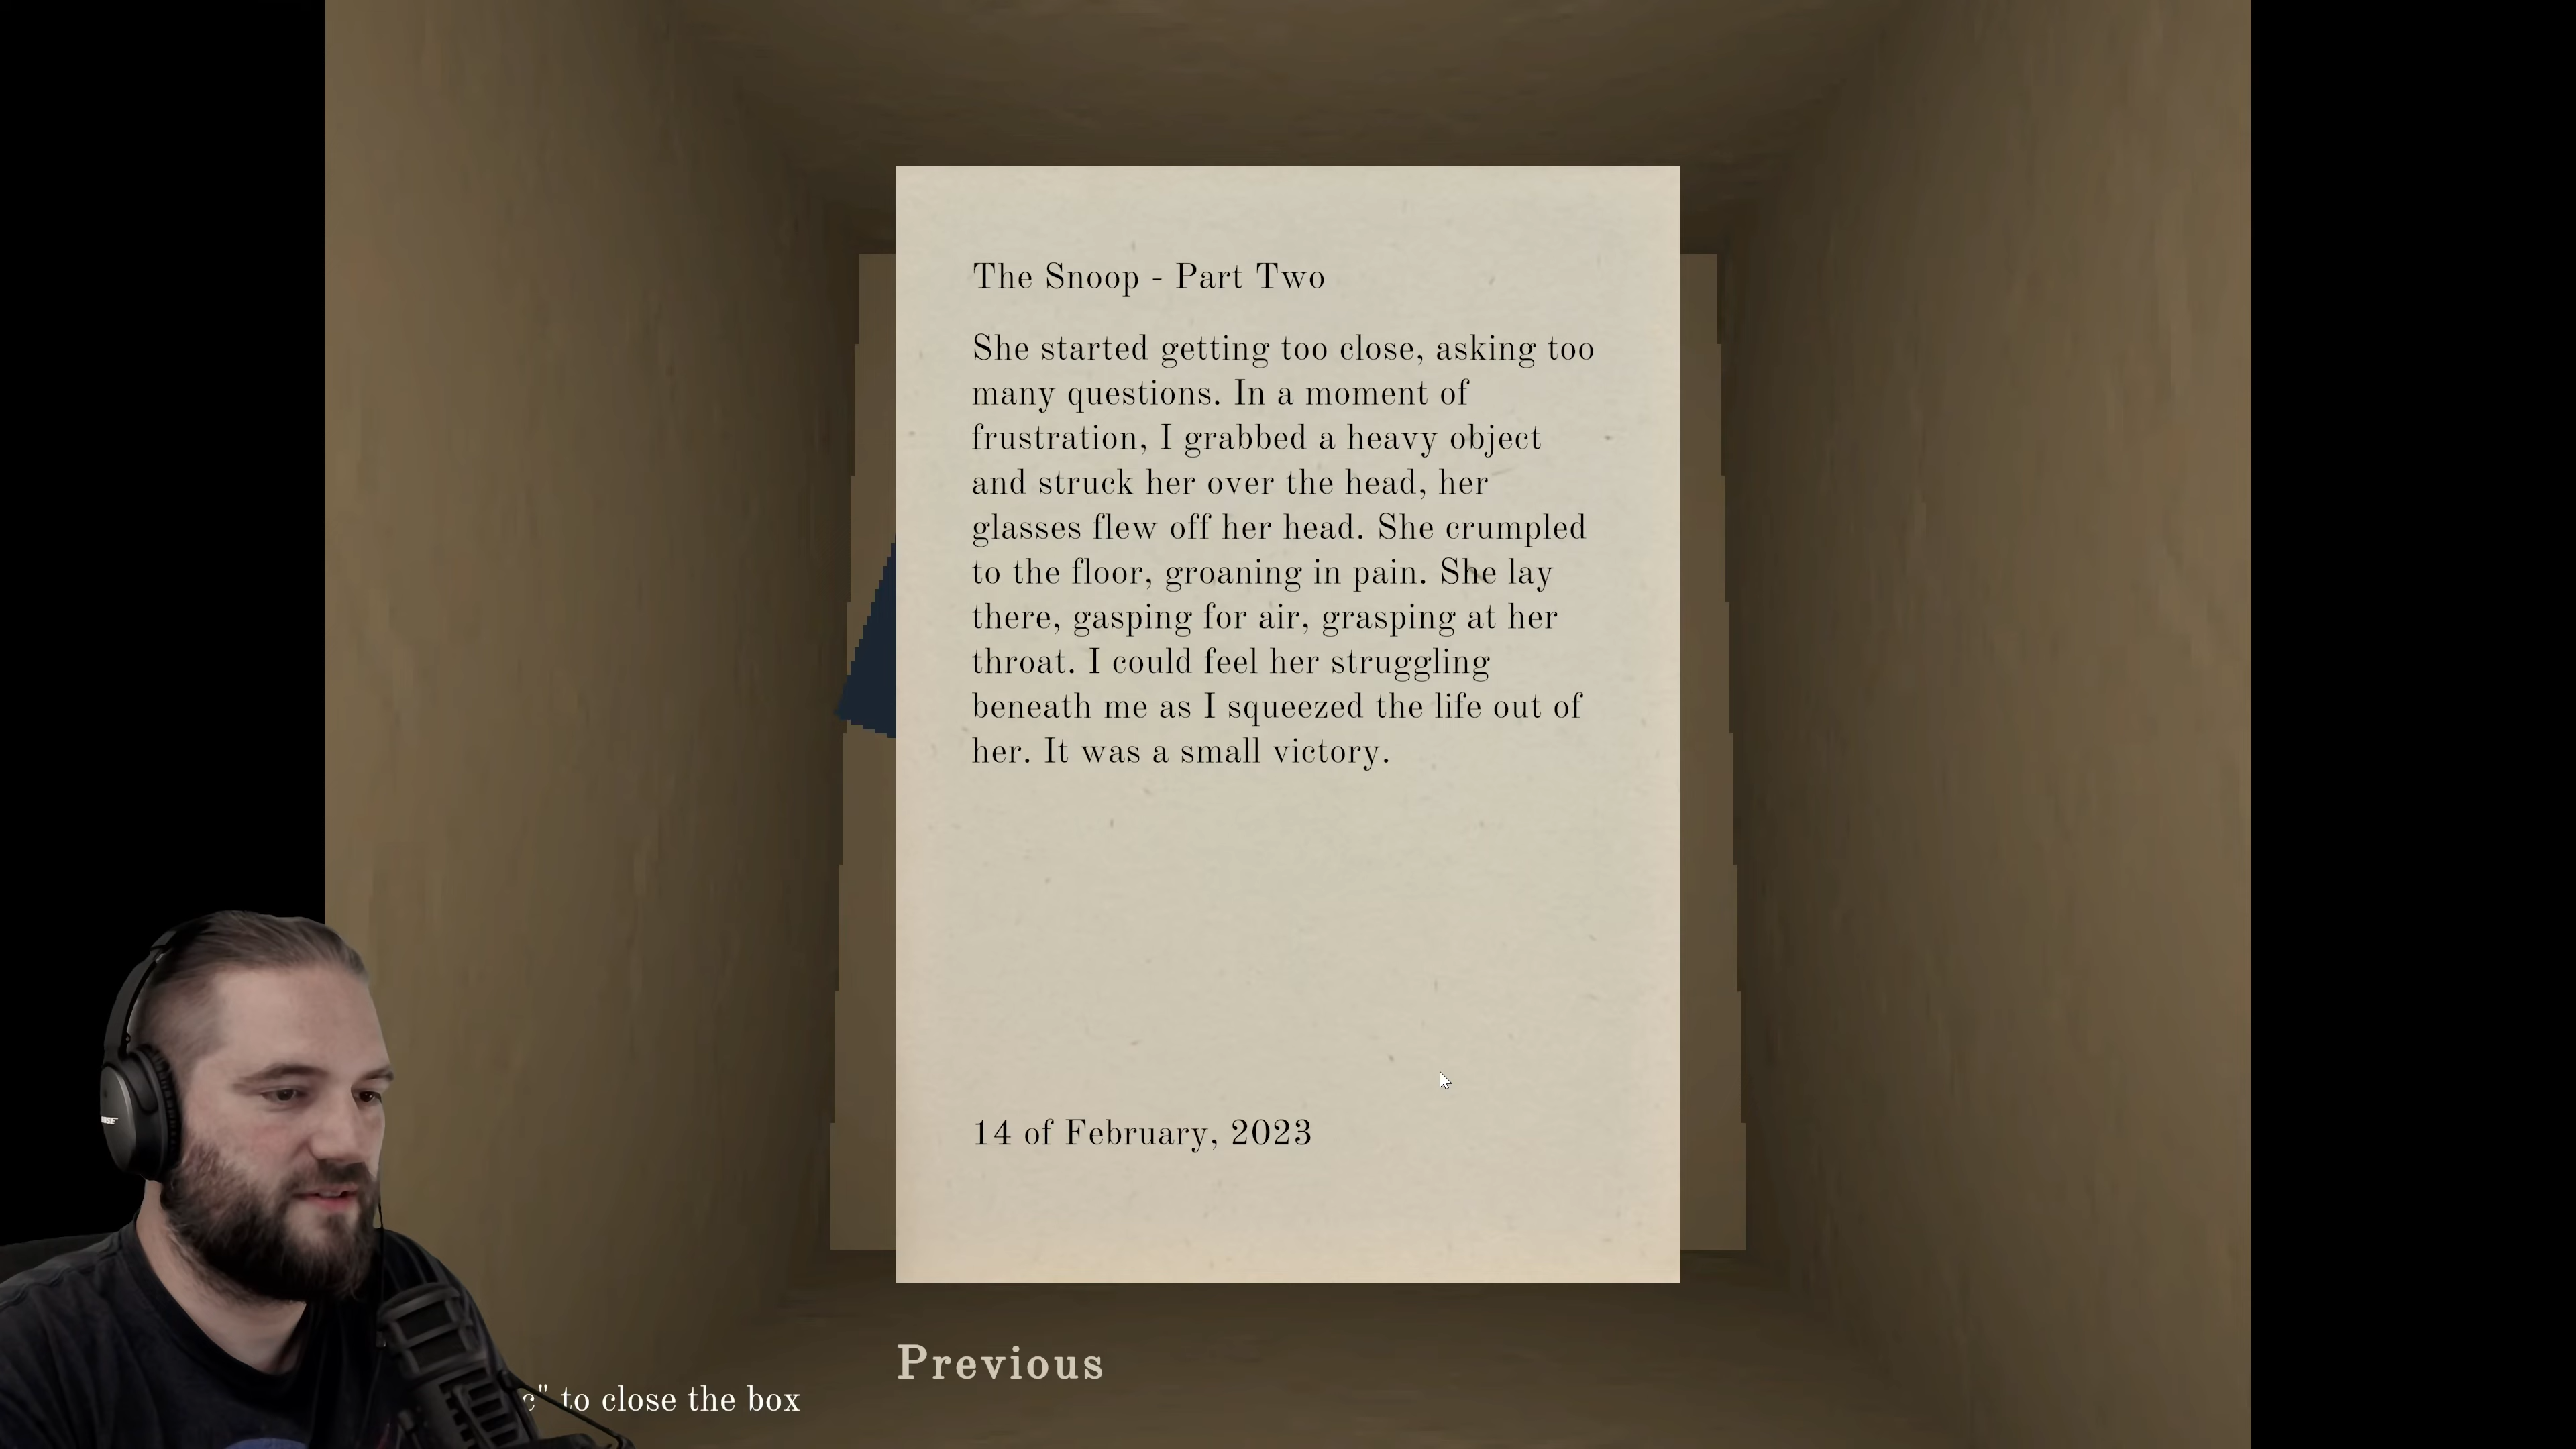 The Snoop - Part Two
She started getting too close, asking too
many questions. In a moment of
frustration, I grabbed a heavy object
and struck her over the head, her
glasses flew off her head. She crumpled
to the floor, groaning in pain. She lay
there, gasping for air, grasping at her
throat. I could feel her struggling
beneath me as I squeezed the life out of
her. It was a small victory.
14 of February, 2023
Previous
c" to close the box